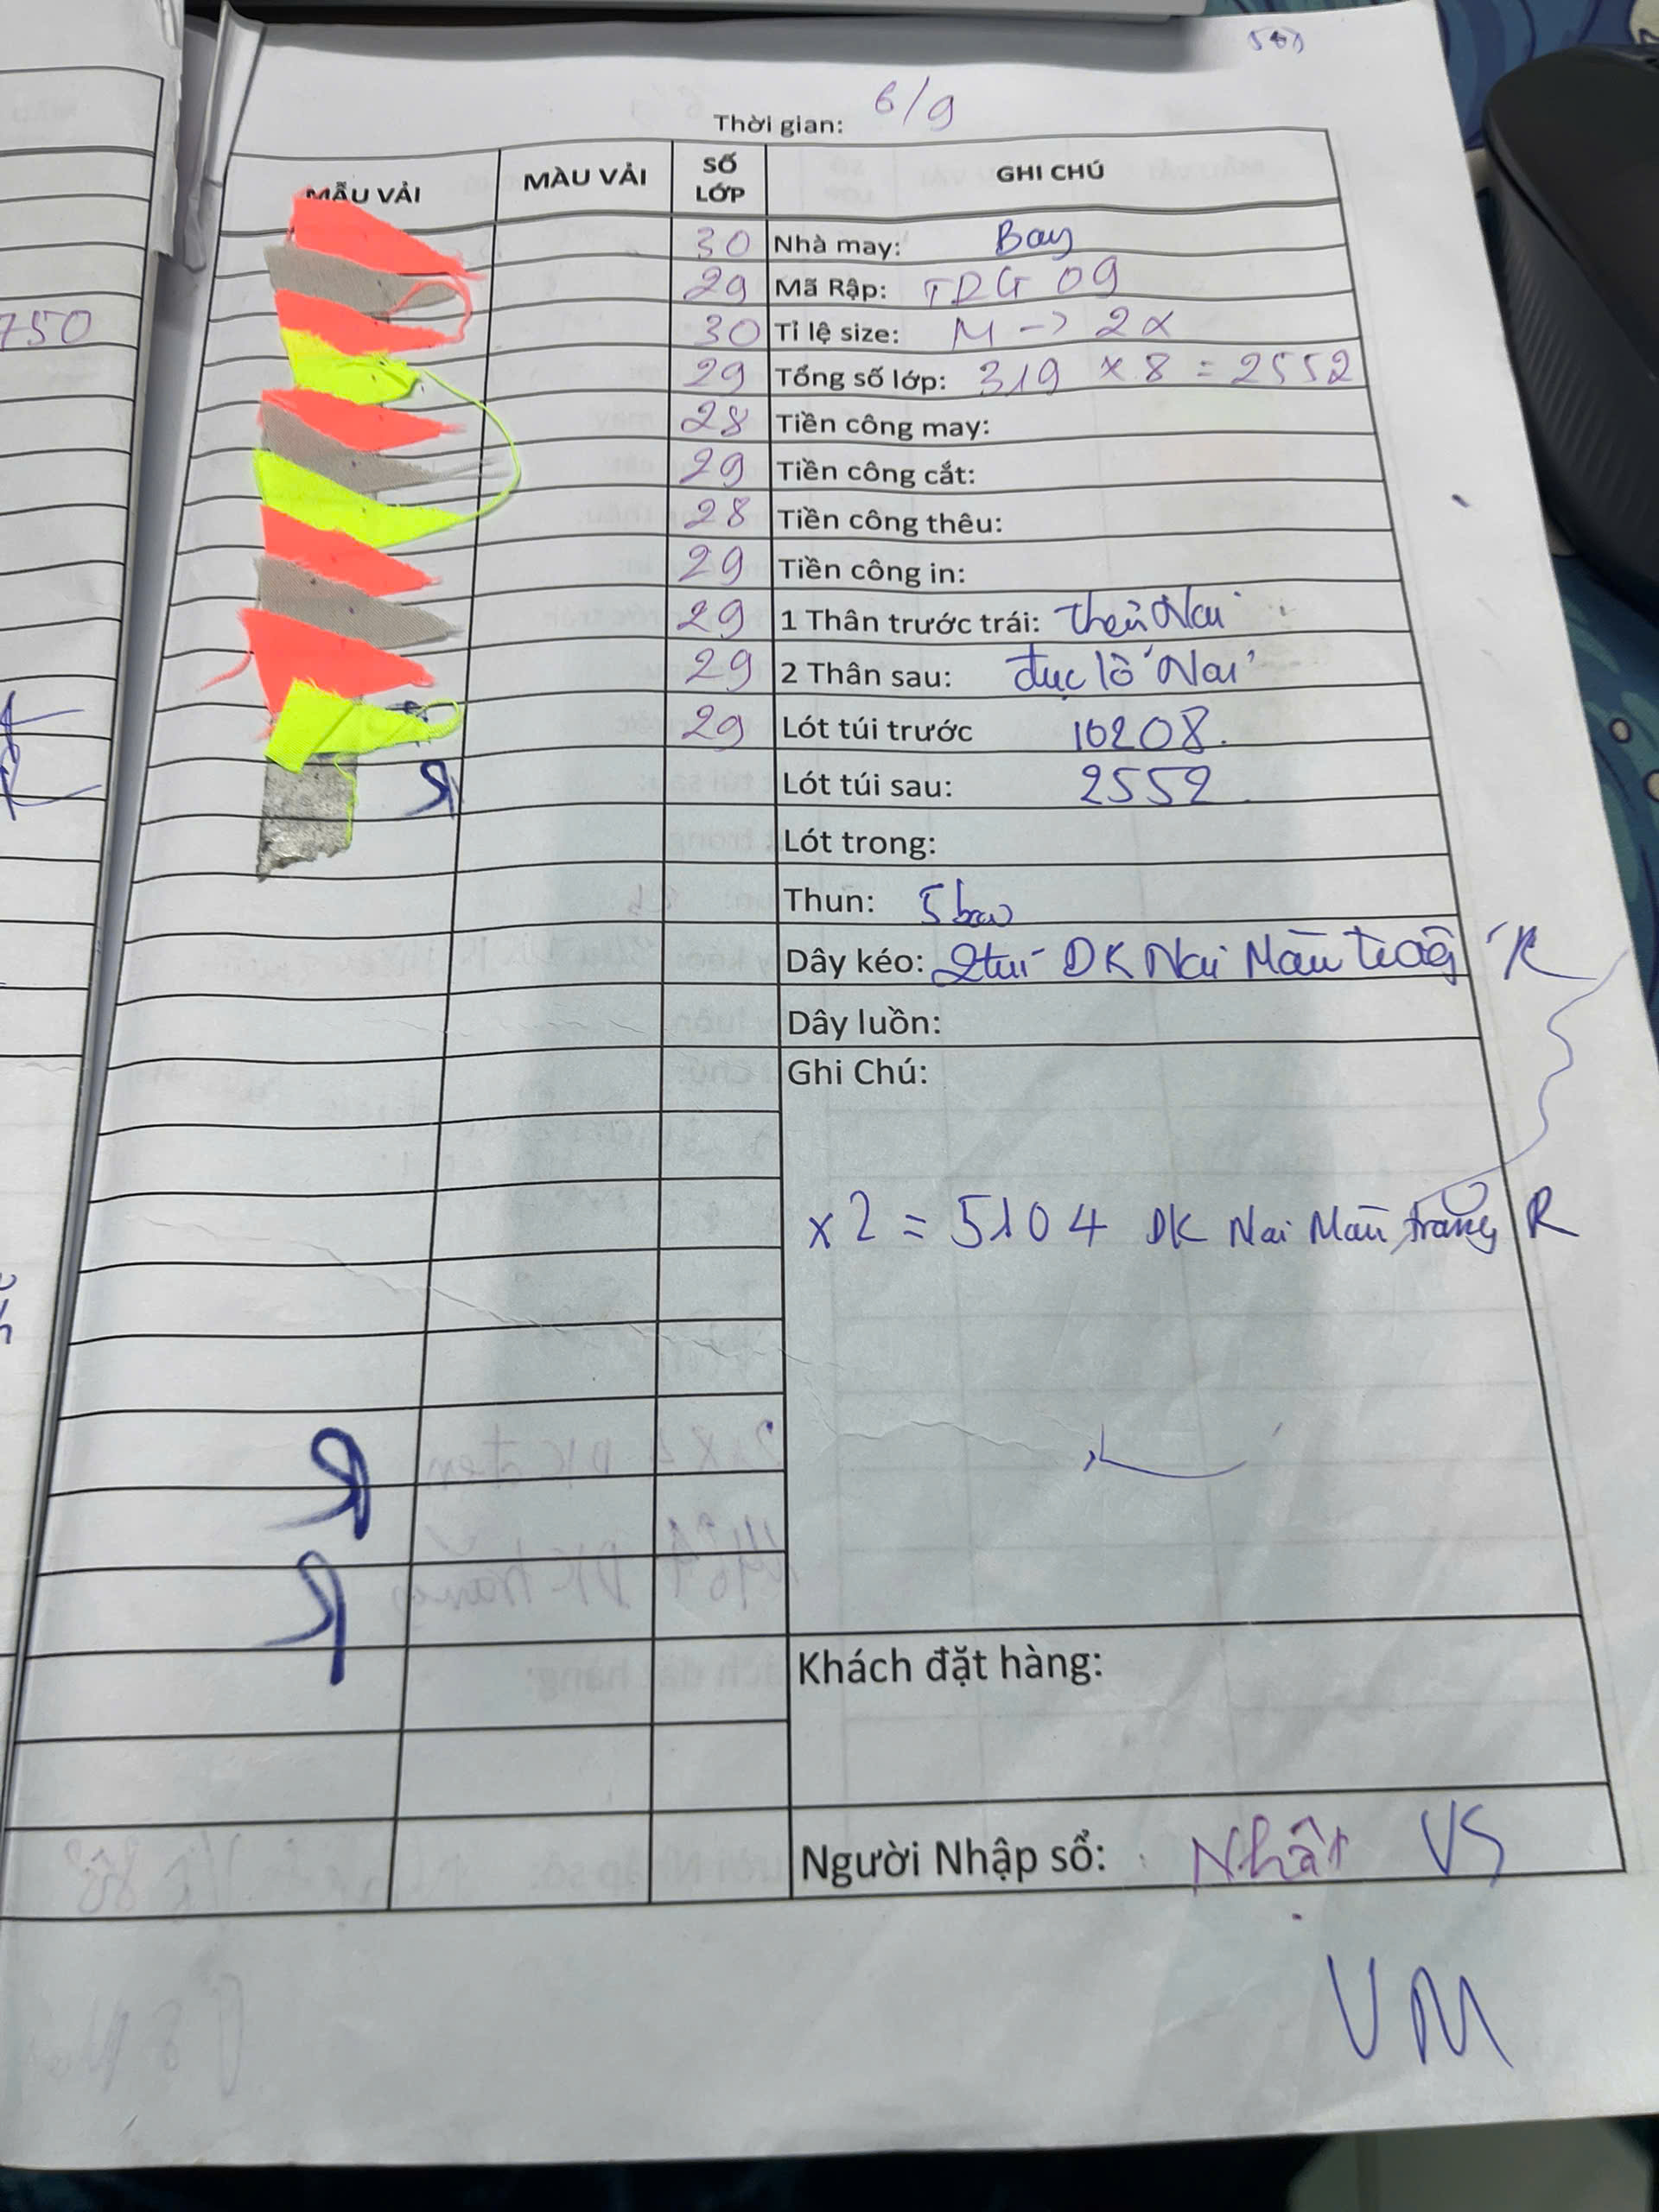 Thời gian: 6/9
MẪU VẢI MÀU VẢI SỐ LỚP GHI CHÚ
30 Nhà may: Bay
29 Mã Rập: TDG 09
30 Tỉ lệ size: M -> 2X
29 Tổng số lớp: 319 x 8 = 2552
28 Tiền công may:
29 Tiền công cắt:
28 Tiền công thêu:
29 Tiền công in:
29 1 Thân trước trái: thêu Nai
29 2 Thân sau: đục lỗ "Nai"
29 Lót túi trước 10208
Lót túi sau: 2552
Lót trong:
Thun: 5 bao
Dây kéo: 2 túi DK Nai Màu trắng R
Dây luồn:
Ghi Chú:
x 2 = 5104 DK Nai Màu trắng R
Khách đặt hàng:
Người Nhập sổ: Nhật VS
VM
750